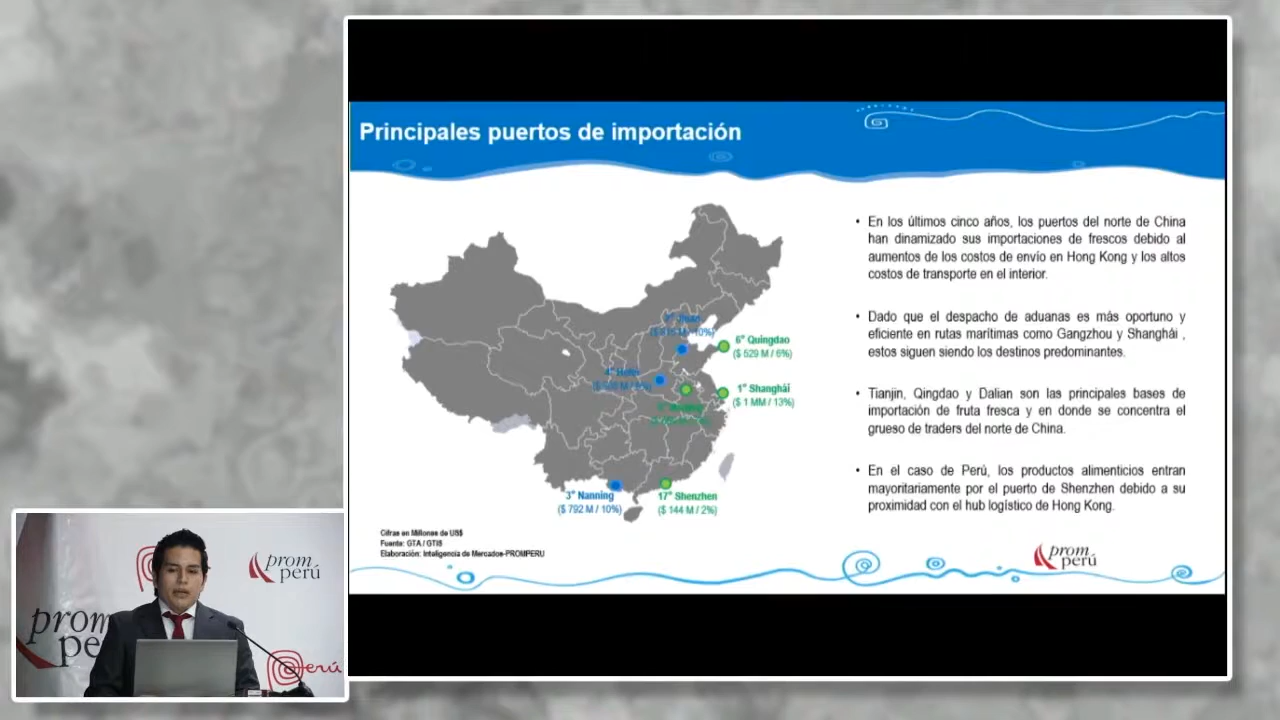 Principales puertos de importación
• En los últimos cinco años, los puertos del norte de China
han dinamizado sus importaciones de frescos debido al
aumentos de los costos de envío en Hong Kong y los altos
costos de transporte en el interior.
• Dado que el despacho de aduanas es más oportuno y
eficiente en rutas marítimas como Gangzhou y Shanghái ,
estos siguen siendo los destinos predominantes.
• Tianjin, Qingdao y Dalian son las principales bases de
importación de fruta fresca y en donde se concentra el
grueso de traders del norte de China.
• En el caso de Perú, los productos alimenticios entran
mayoritariamente por el puerto de Shenzhen debido a su
proximidad con el hub logístico de Hong Kong.
6° Quingdao
($ 529 M / 6%)
1° Shanghái
($ 1 MM / 13%)
3° Nanning
($ 792 M / 10%)
17° Shenzhen
($ 144 M / 2%)
Cifras en Millones de US$
Fuente: GTA / GTIS
Elaboración: Inteligencia de Mercados-PROMPERU
prom
perú
prom
perú
prom
pe
Perú